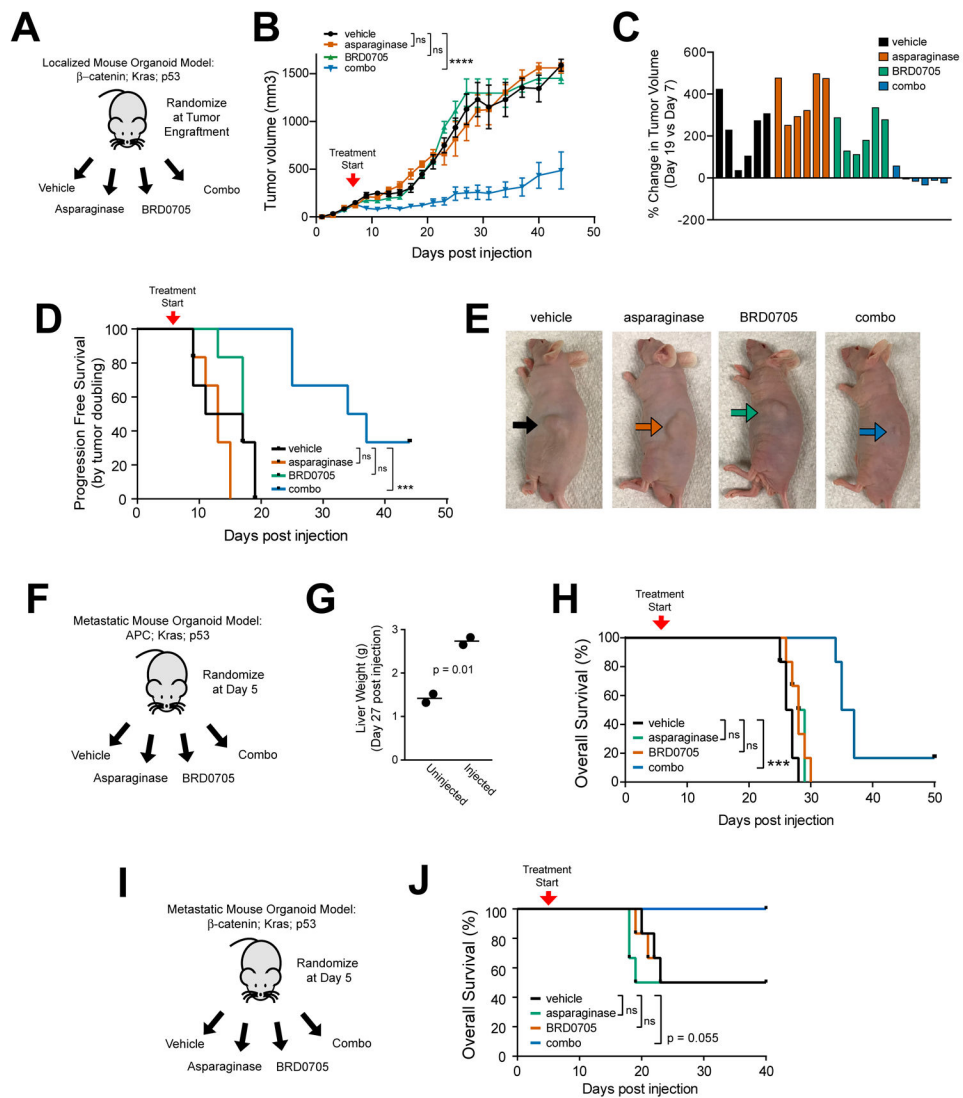 A
Localized Mouse Organoid Model:
β–catenin; Kras; p53
Randomize
at Tumor
Engraftment
Vehicle
Asparaginase
BRD0705
Combo
B
vehicle
asparaginase
BRD0705
combo
ns
ns
****
Tumor volume (mm3)
1500
1000
500
0
Treatment
Start
0 10 20 30 40 50
Days post injection
C
vehicle
asparaginase
BRD0705
combo
% Change in Tumor Volume
(Day 19 vs Day 7)
600
400
200
0
-200
D
Treatment
Start
Progression Free Survival
(by tumor doubling)
100
80
60
40
20
0
vehicle
asparaginase
BRD0705
combo
ns
ns
***
0 10 20 30 40 50
Days post injection
E
vehicle
asparaginase
BRD0705
combo
F
Metastatic Mouse Organoid Model:
APC; Kras; p53
Randomize
at Day 5
Vehicle
Asparaginase
BRD0705
Combo
G
Liver Weight (g)
(Day 27 post injection)
3
2
1
0
p = 0.01
Uninjected
Injected
H
Treatment
Start
Overall Survival (%)
100
80
60
40
20
0
vehicle
asparaginase
BRD0705
combo
ns
ns
***
0 10 20 30 40 50
Days post injection
I
Metastatic Mouse Organoid Model:
β-catenin; Kras; p53
Randomize
at Day 5
Vehicle
Asparaginase
BRD0705
Combo
J
Treatment
Start
Overall Survival (%)
100
80
60
40
20
0
vehicle
asparaginase
BRD0705
combo
ns
ns
p = 0.055
0 10 20 30 40
Days post injection